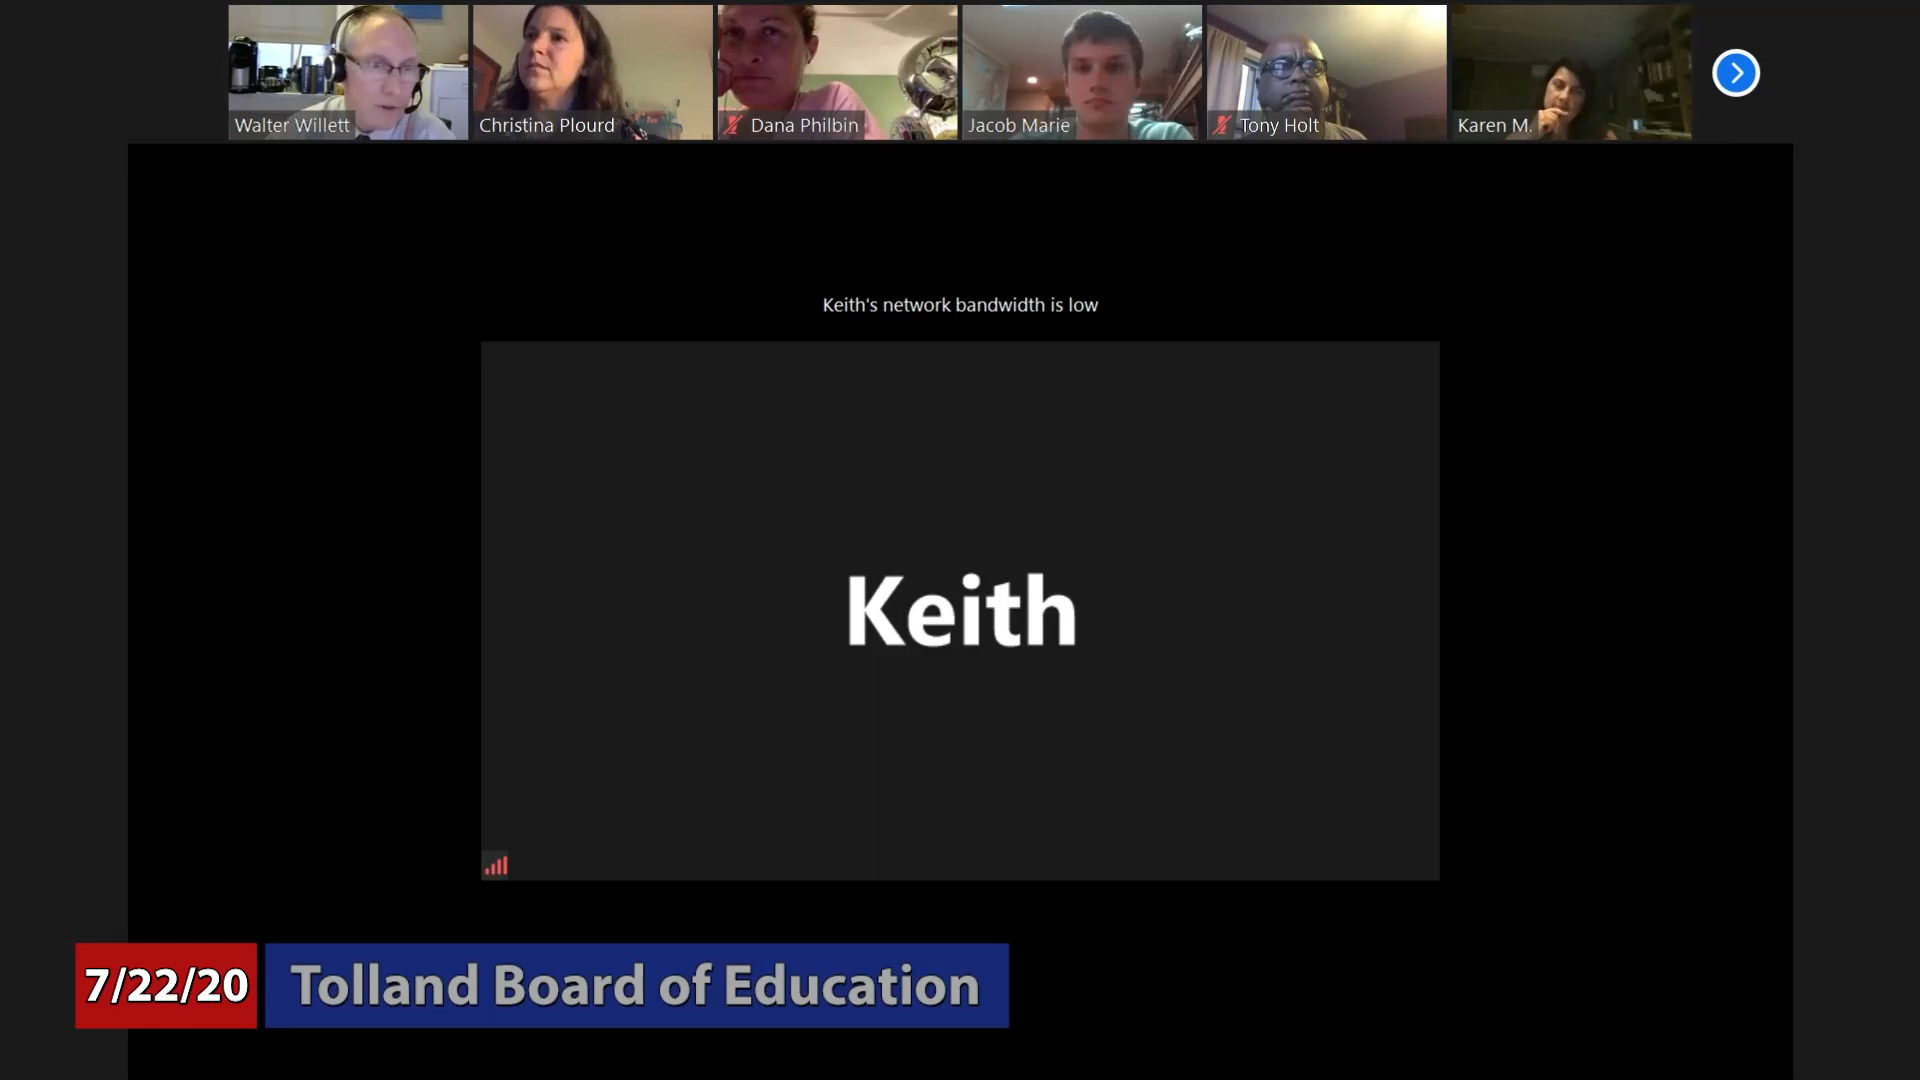 Walter Willett
Christina Plourd
Dana Philbin
Jacob Marie
Tony Holt
Karen M.
Keith's network bandwidth is low
Keith
7/22/20
Tolland Board of Education